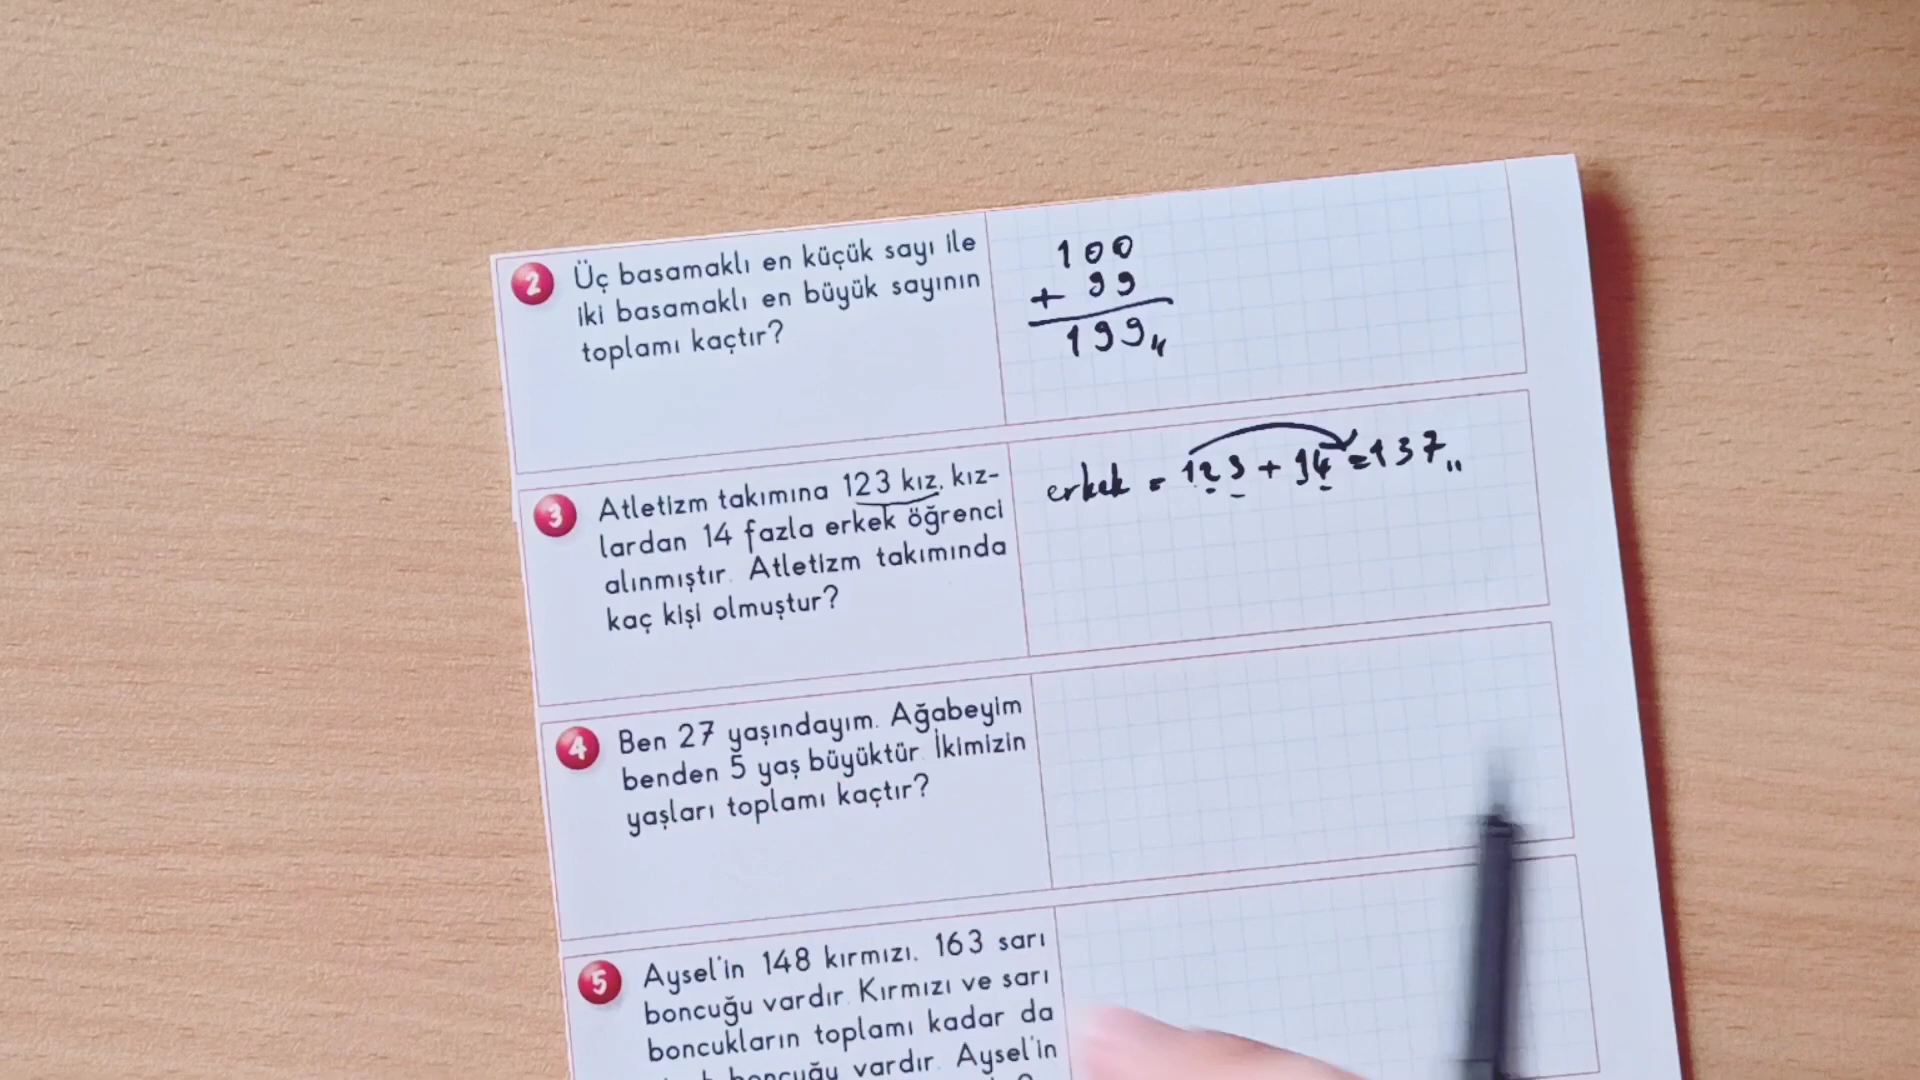 2 Üç basamaklı en küçük sayı ile
iki basamaklı en büyük sayının
toplamı kaçtır?
100
+ 99
199
3 Atletizm takımına 123 kız, kız-
lardan 14 fazla erkek öğrenci
alınmıştır. Atletizm takımında
kaç kişi olmuştur?
erkek = 123 + 14 = 137
4 Ben 27 yaşındayım. Ağabeyim
benden 5 yaş büyüktür. İkimizin
yaşları toplamı kaçtır?
5 Aysel'in 148 kırmızı, 163 sarı
boncuğu vardır. Kırmızı ve sarı
boncukların toplamı kadar da
boncuğu vardır. Aysel'in